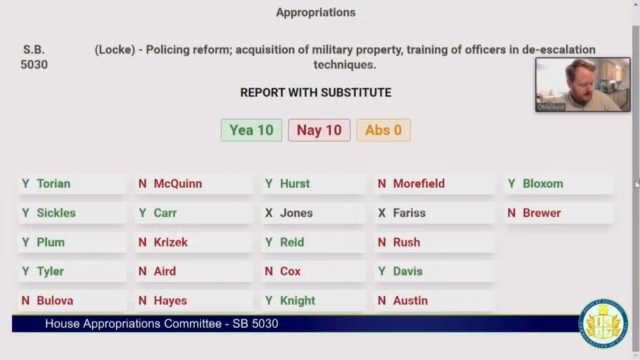 Appropriations
S.B. 5030
(Locke) - Policing reform; acquisition of military property, training of officers in de-escalation
techniques.
REPORT WITH SUBSTITUTE
Yea 10 Nay 10 Abs 0
Y Torian N McQuinn Y Hurst N Morefield Y Bloxom
Y Sickles Y Carr X Jones X Fariss N Brewer
Y Plum N Krizek Y Reid N Rush
Y Tyler N Aird N Cox Y Davis
N Bulova N Hayes Y Knight N Austin
House Appropriations Committee - SB 5030